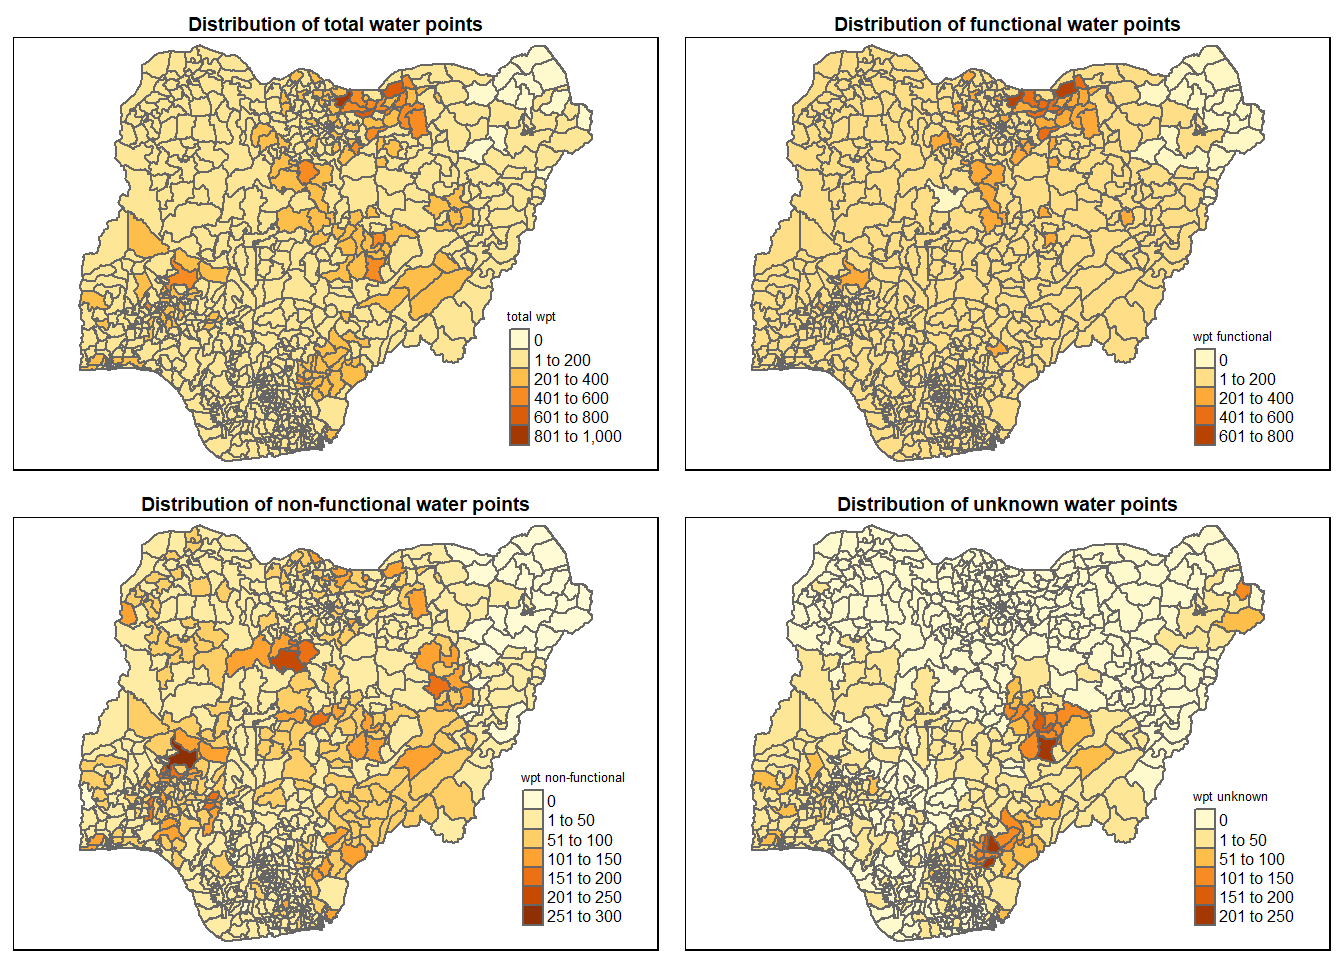 Distribution of total water points
total wpt
0
1 to 200
201 to 400
401 to 600
601 to 800
801 to 1,000
Distribution of functional water points
wpt functional
0
1 to 200
201 to 400
401 to 600
601 to 800
Distribution of non-functional water points
wpt non-functional
0
1 to 50
51 to 100
101 to 150
151 to 200
201 to 250
251 to 300
Distribution of unknown water points
wpt unknown
0
1 to 50
51 to 100
101 to 150
151 to 200
201 to 250